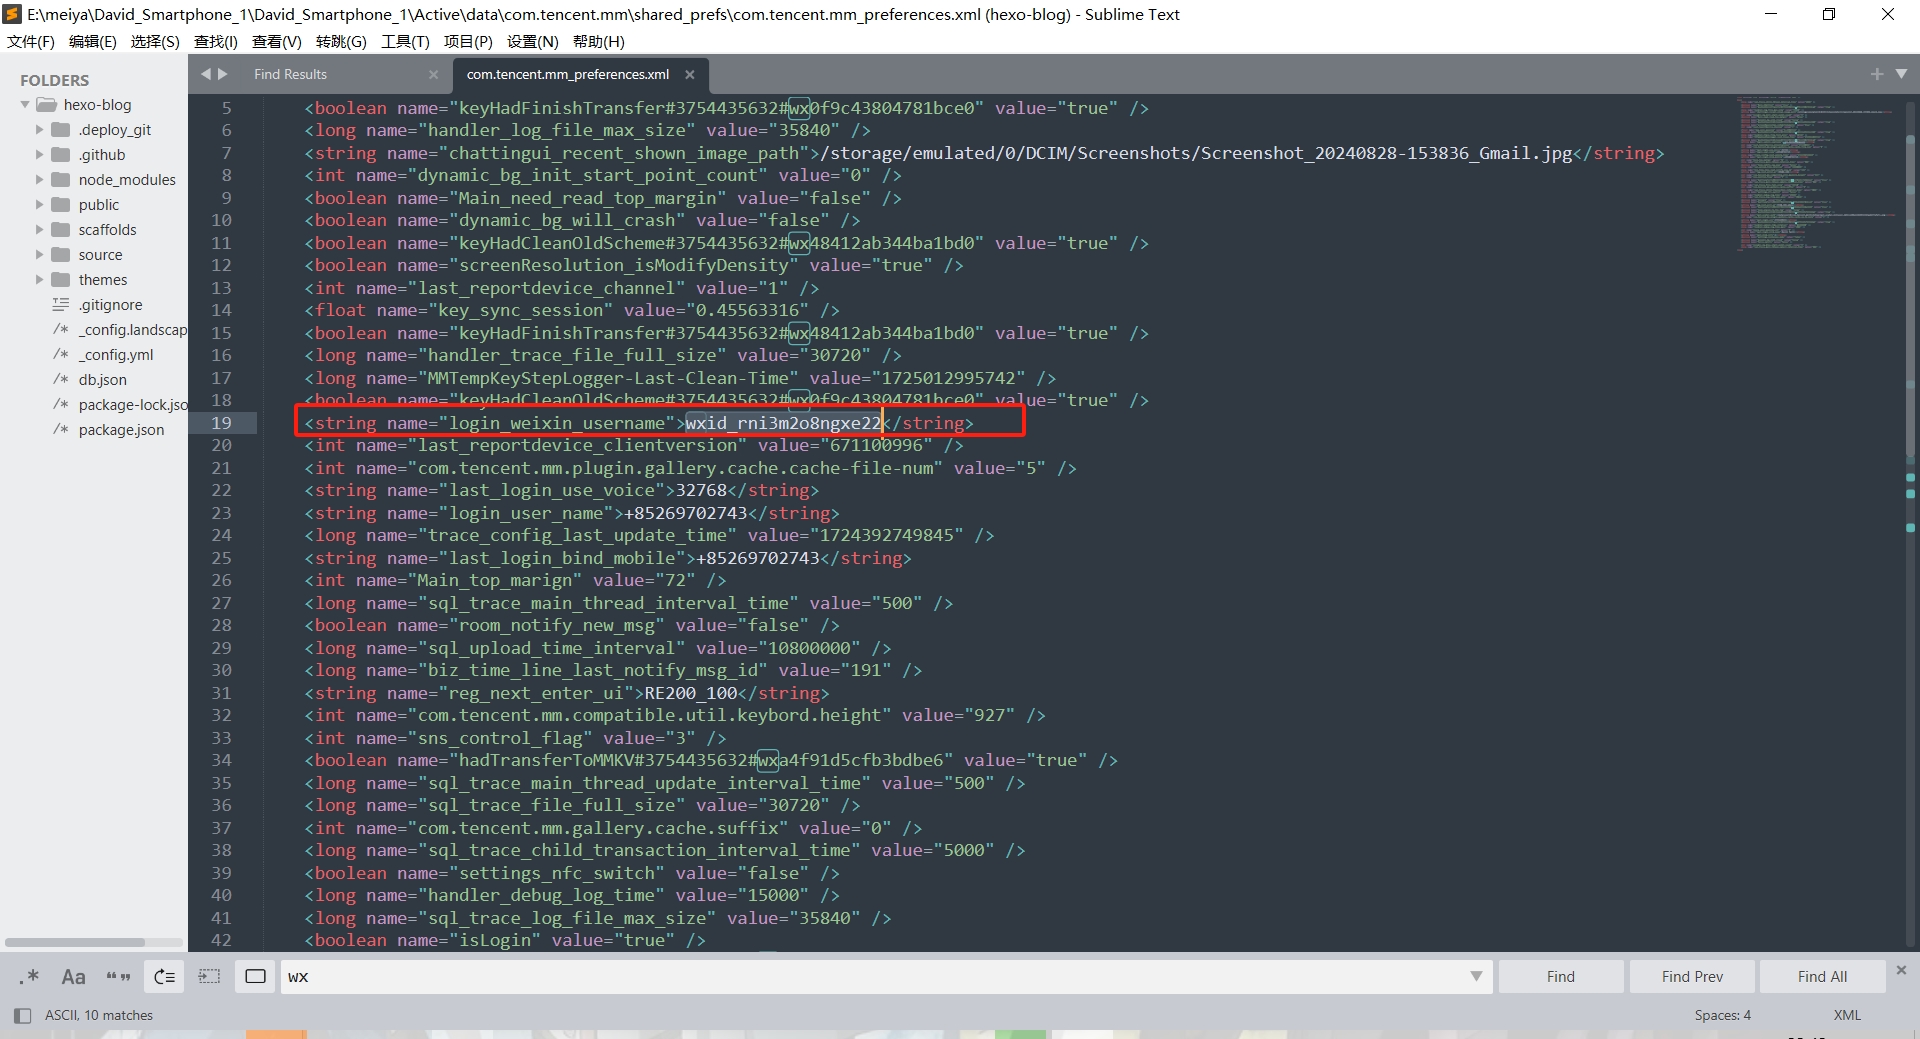 E:\meiya\David_Smartphone_1\David_Smartphone_1\Active\data\com.tencent.mm\shared_prefs\com.tencent.mm_preferences.xml (hexo-blog) - Sublime Text
文件(F) 编辑(E) 选择(S) 查找(I) 查看(V) 转跳(G) 工具(T) 项目(P) 设置(N) 帮助(H)
FOLDERS
hexo-blog
.deploy_git
.github
node_modules
public
scaffolds
source
themes
.gitignore
/* _config.landscap
/* _config.yml
/* db.json
/* package-lock.jso
/* package.json
Find Results
com.tencent.mm_preferences.xml
5 <boolean name="keyHadFinishTransfer#3754435632#wx0f9c43804781bce0" value="true" />
6 <long name="handler_log_file_max_size" value="35840" />
7 <string name="chattingui_recent_shown_image_path">/storage/emulated/0/DCIM/Screenshots/Screenshot_20240828-153836_Gmail.jpg</string>
8 <int name="dynamic_bg_init_start_point_count" value="0" />
9 <boolean name="Main_need_read_top_margin" value="false" />
10 <boolean name="dynamic_bg_will_crash" value="false" />
11 <boolean name="keyHadCleanOldScheme#3754435632#wx48412ab344ba1bd0" value="true" />
12 <boolean name="screenResolution_isModifyDensity" value="true" />
13 <int name="last_reportdevice_channel" value="1" />
14 <float name="key_sync_session" value="0.45563316" />
15 <boolean name="keyHadFinishTransfer#3754435632#wx48412ab344ba1bd0" value="true" />
16 <long name="handler_trace_file_full_size" value="30720" />
17 <long name="MMTempKeyStepLogger-Last-Clean-Time" value="1725012995742" />
18 <boolean name="keyHadCleanOldScheme#3754435632#wx0f9c43804781bce0" value="true" />
19 <string name="login_weixin_username">wxid_rni3m2o8ngxe22</string>
20 <int name="last_reportdevice_clientversion" value="671100996" />
21 <int name="com.tencent.mm.plugin.gallery.cache.cache-file-num" value="5" />
22 <string name="last_login_use_voice">32768</string>
23 <string name="login_user_name">+85269702743</string>
24 <long name="trace_config_last_update_time" value="1724392749845" />
25 <string name="last_login_bind_mobile">+85269702743</string>
26 <int name="Main_top_marign" value="72" />
27 <long name="sql_trace_main_thread_interval_time" value="500" />
28 <boolean name="room_notify_new_msg" value="false" />
29 <long name="sql_upload_time_interval" value="10800000" />
30 <long name="biz_time_line_last_notify_msg_id" value="191" />
31 <string name="reg_next_enter_ui">RE200_100</string>
32 <int name="com.tencent.mm.compatible.util.keybord.height" value="927" />
33 <int name="sns_control_flag" value="3" />
34 <boolean name="hadTransferToMMKV#3754435632#wxa4f91d5cfb3bdbe6" value="true" />
35 <long name="sql_trace_main_thread_update_interval_time" value="500" />
36 <long name="sql_trace_file_full_size" value="30720" />
37 <int name="com.tencent.mm.gallery.cache.suffix" value="0" />
38 <long name="sql_trace_child_transaction_interval_time" value="5000" />
39 <boolean name="settings_nfc_switch" value="false" />
40 <long name="handler_debug_log_time" value="15000" />
41 <long name="sql_trace_log_file_max_size" value="35840" />
42 <boolean name="isLogin" value="true" />
.* Aa “” wx Find Find Prev Find All
ASCII, 10 matches Spaces: 4 XML